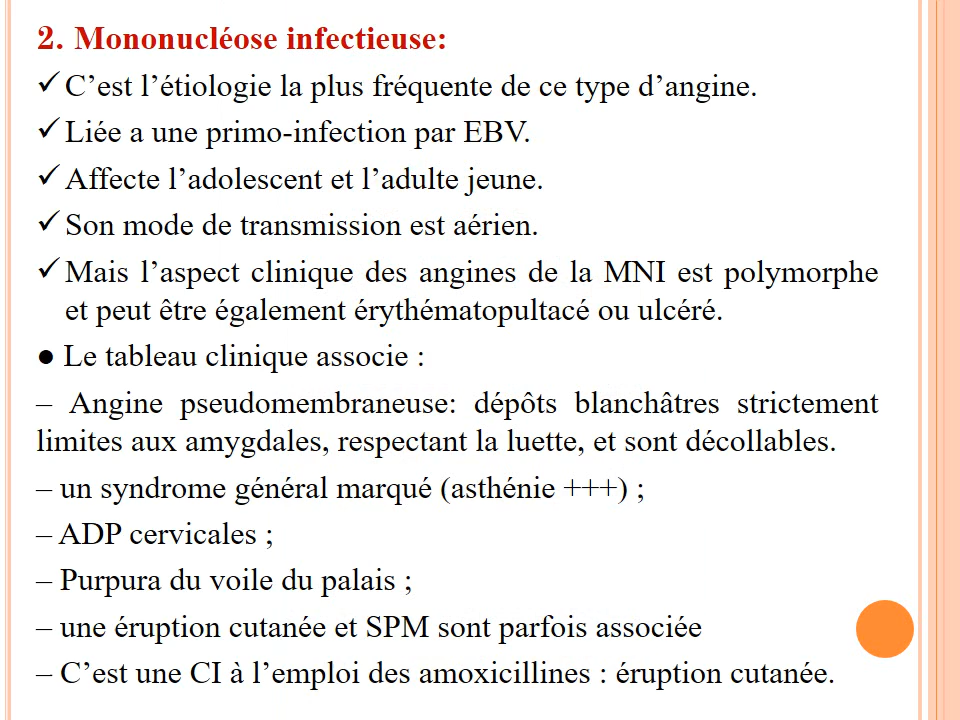 2. Mononucléose infectieuse:
✓ C’est l’étiologie la plus fréquente de ce type d’angine.
✓ Liée a une primo-infection par EBV.
✓ Affecte l’adolescent et l’adulte jeune.
✓ Son mode de transmission est aérien.
✓ Mais l’aspect clinique des angines de la MNI est polymorphe
et peut être également érythématopultacé ou ulcéré.
● Le tableau clinique associe :
– Angine pseudomembraneuse: dépôts blanchâtres strictement
limites aux amygdales, respectant la luette, et sont décollables.
– un syndrome général marqué (asthénie +++) ;
– ADP cervicales ;
– Purpura du voile du palais ;
– une éruption cutanée et SPM sont parfois associée
– C’est une CI à l’emploi des amoxicillines : éruption cutanée.